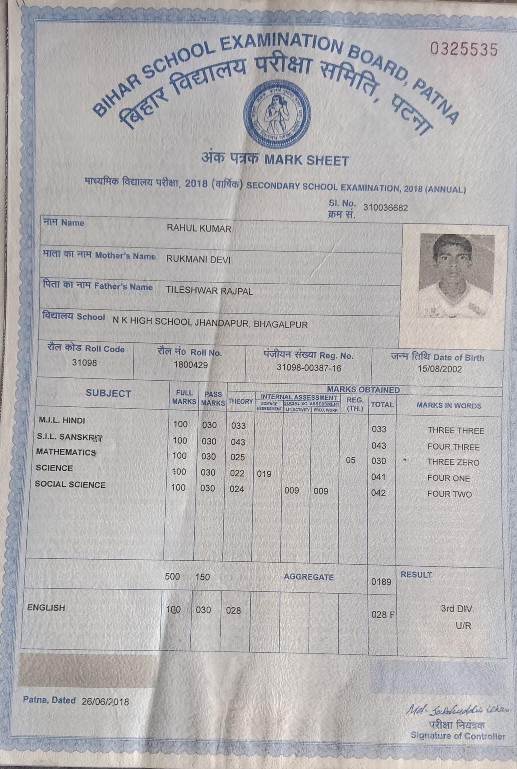 BIHAR SCHOOL EXAMINATION BOARD, PATNA
0325535
बिहार विद्यालय परीक्षा समिति, पटना
अंक पत्रक MARK SHEET
माध्यमिक विद्यालय परीक्षा, 2018 (वार्षिक) SECONDARY SCHOOL EXAMINATION, 2018 (ANNUAL)
Sl. No. 310036682
क्रम सं.
नाम Name RAHUL KUMAR
माता का नाम Mother's Name RUKMANI DEVI
पिता का नाम Father's Name TILESHWAR RAJPAL
विद्यालय School N K HIGH SCHOOL JHANDAPUR, BHAGALPUR
रौल कोड Roll Code रौल नं० Roll No. पंजीयन संख्या Reg. No. जन्म तिथि Date of Birth
31098 1800429 31098-00387-16 15/08/2002
SUBJECT FULL MARKS PASS MARKS THEORY INTERNAL ASSESSMENT REG. (TH.) TOTAL MARKS IN WORDS
MARKS OBTAINED
M.I.L. HINDI 100 030 033 033 THREE THREE
S.I.L. SANSKRIT 100 030 043 043 FOUR THREE
MATHEMATICS 100 030 025 05 030 THREE ZERO
SCIENCE 100 030 022 019 041 FOUR ONE
SOCIAL SCIENCE 100 030 024 009 009 042 FOUR TWO
500 150 AGGREGATE 0189 RESULT
ENGLISH 100 030 028 028 F 3rd DIV
U/R
Patna, Dated 26/06/2018
परीक्षा नियंत्रक
Signature of Controller